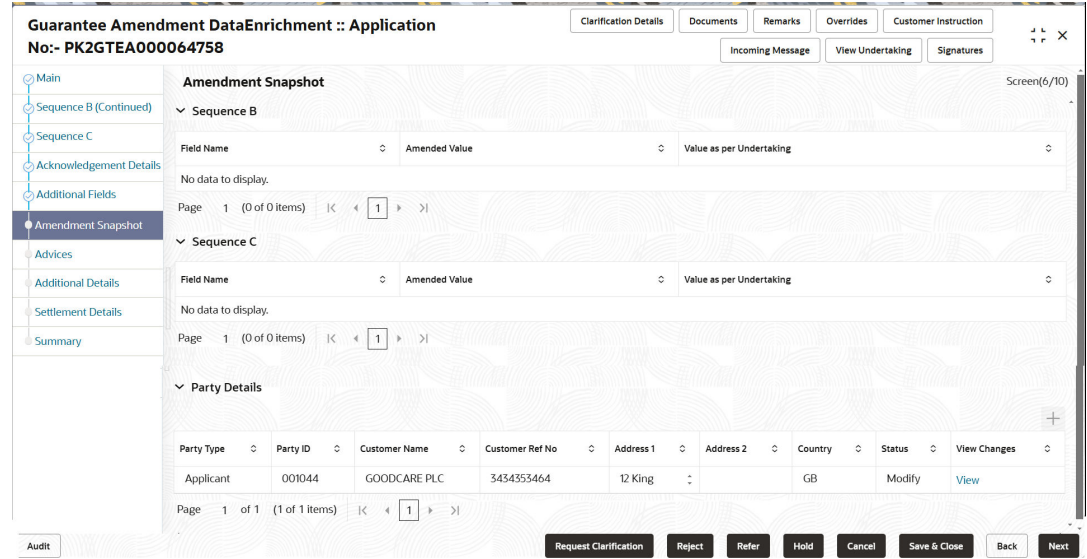 Guarantee Amendment DataEnrichment :: Application
No:- PK2GTEA000064758
Clarification Details Documents Remarks Overrides Customer Instruction
Incoming Message View Undertaking Signatures
Main
Sequence B (Continued)
Sequence C
Acknowledgement Details
Additional Fields
Amendment Snapshot
Advices
Additional Details
Settlement Details
Summary
Amendment Snapshot Screen(6/10)
Sequence B
Field Name Amended Value Value as per Undertaking
No data to display.
Page 1 (0 of 0 items) 1
Sequence C
Field Name Amended Value Value as per Undertaking
No data to display.
Page 1 (0 of 0 items) 1
Party Details
Party Type Party ID Customer Name Customer Ref No Address 1 Address 2 Country Status View Changes
Applicant 001044 GOODCARE PLC 3434353464 12 King GB Modify View
Page 1 of 1 (1 of 1 items) 1
Audit Request Clarification Reject Refer Hold Cancel Save & Close Back Next